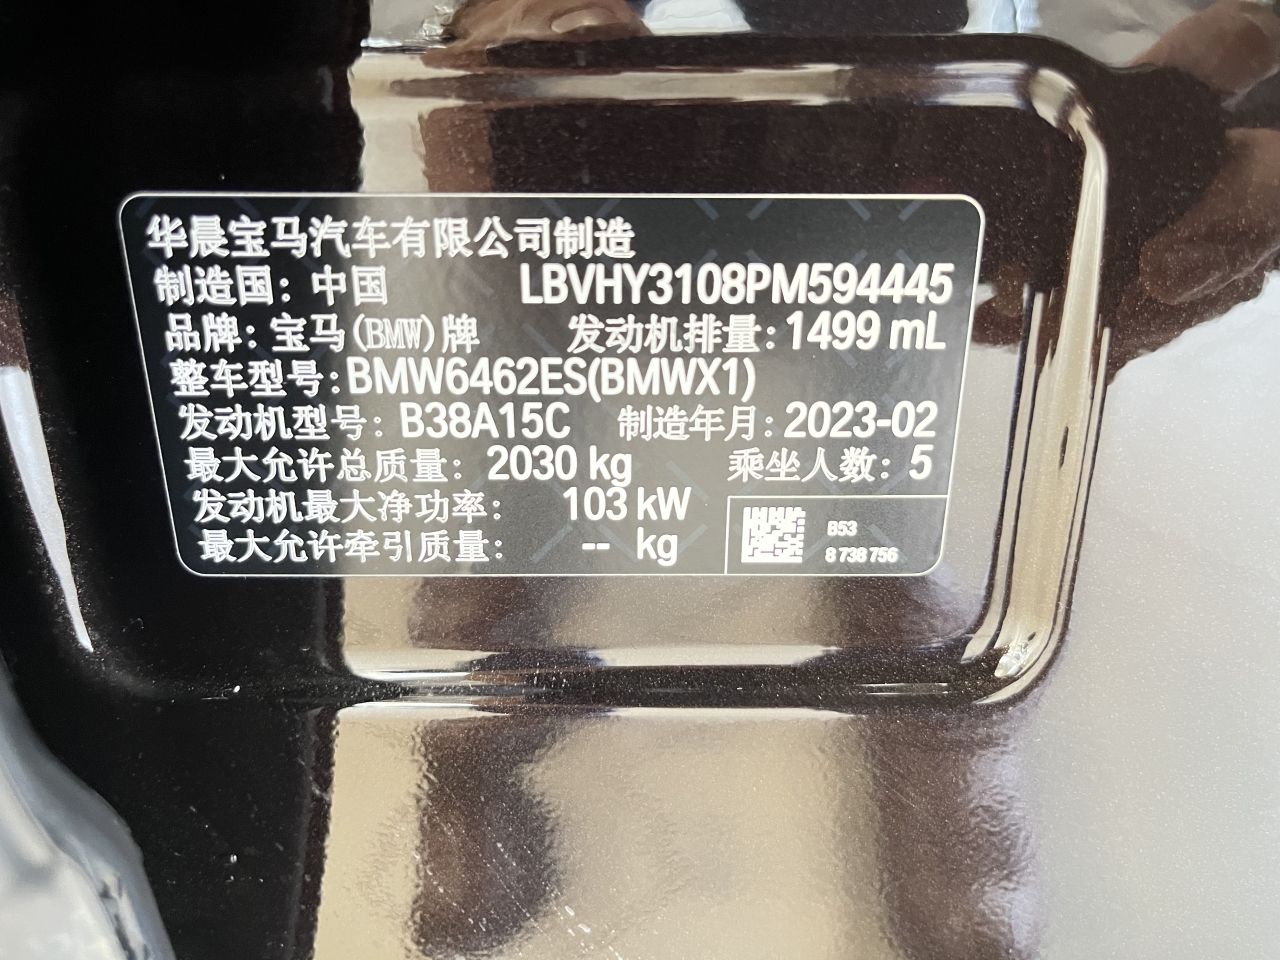 华晨宝马汽车有限公司制造
制造国：中国 LBVHY3108PM594445
品牌：宝马(BMW)牌 发动机排量：1499 mL
整车型号：BMW6462ES(BMWX1)
发动机型号：B38A15C 制造年月：2023-02
最大允许总质量：2030 kg 乘坐人数：5
发动机最大净功率：103 kW
最大允许牵引质量：-- kg
B53
8 738 756